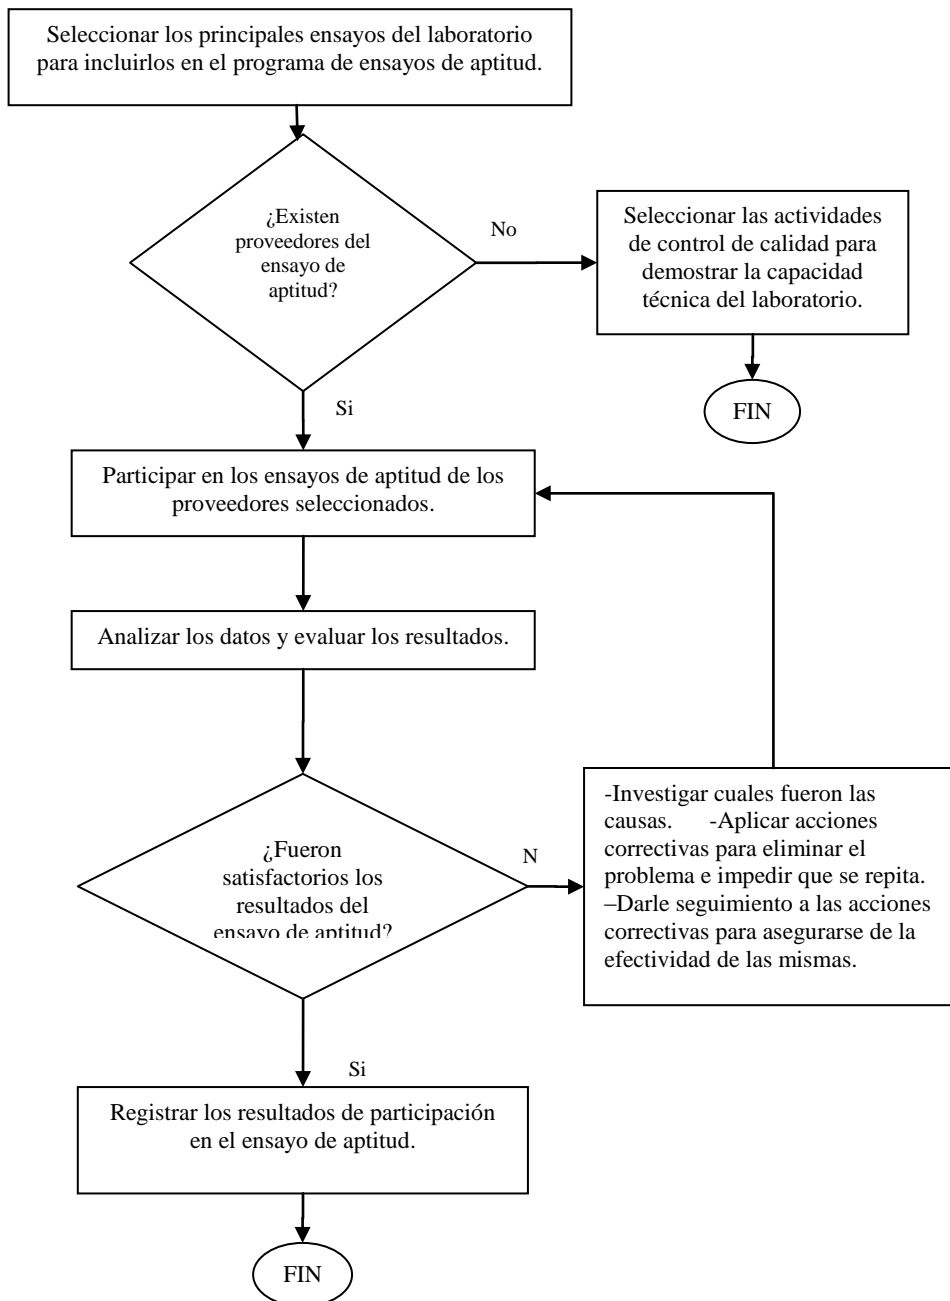 Seleccionar los principales ensayos del laboratorio
para incluirlos en el programa de ensayos de aptitud.
¿Existen
proveedores del
ensayo de
aptitud?
No
Seleccionar las actividades
de control de calidad para
demostrar la capacidad
técnica del laboratorio.
FIN
Si
Participar en los ensayos de aptitud de los
proveedores seleccionados.
Analizar los datos y evaluar los resultados.
¿Fueron
satisfactorios los
resultados del
ensayo de aptitud?
N
-Investigar cuales fueron las
causas. -Aplicar acciones
correctivas para eliminar el
problema e impedir que se repita.
–Darle seguimiento a las acciones
correctivas para asegurarse de la
efectividad de las mismas.
Si
Registrar los resultados de participación
en el ensayo de aptitud.
FIN